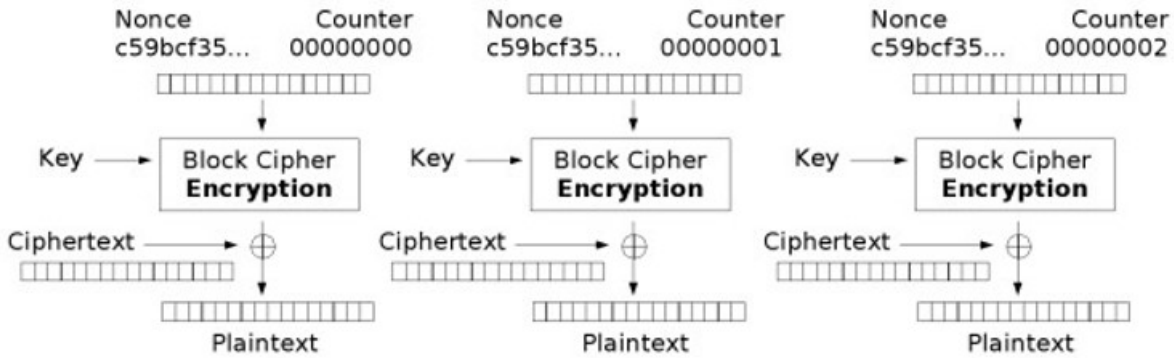 Nonce Counter Nonce Counter Nonce Counter
c59bcf35... 00000000 c59bcf35... 00000001 c59bcf35... 00000002
Key Block Cipher Key Block Cipher Key Block Cipher
Encryption Encryption Encryption
Ciphertext Ciphertext Ciphertext
Plaintext Plaintext Plaintext